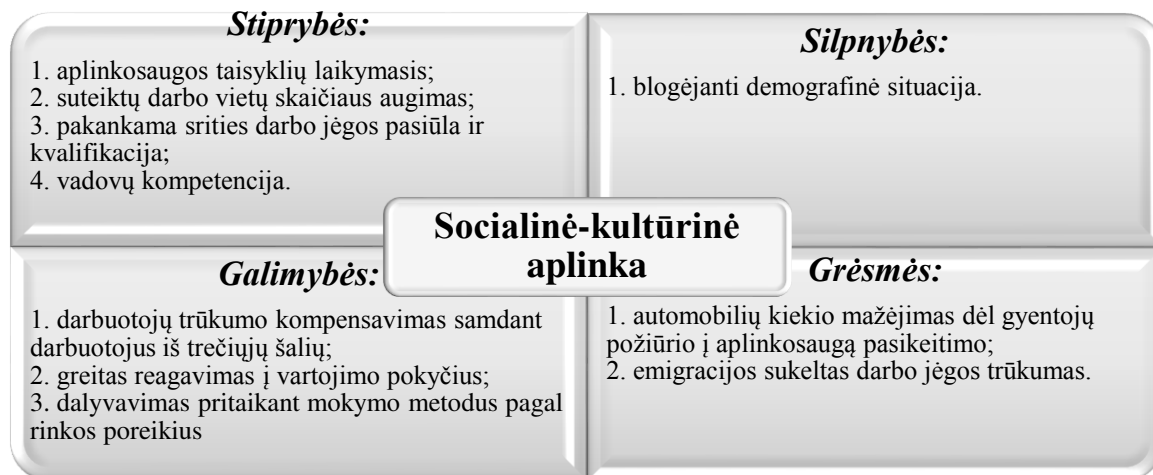 Stiprybės:
1. aplinkosaugos taisyklių laikymasis;
2. suteiktų darbo vietų skaičiaus augimas;
3. pakankama srities darbo jėgos pasiūla ir
kvalifikacija;
4. vadovų kompetencija.
Silpnybės:
1. blogėjanti demografinė situacija.
Socialinė-kultūrinė
aplinka
Galimybės:
1. darbuotojų trūkumo kompensavimas samdant
darbuotojus iš trečiųjų šalių;
2. greitas reagavimas į vartojimo pokyčius;
3. dalyvavimas pritaikant mokymo metodus pagal
rinkos poreikius
Grėsmės:
1. automobilių kiekio mažėjimas dėl gyentojų
požiūrio į aplinkosaugą pasikeitimo;
2. emigracijos sukeltas darbo jėgos trūkumas.